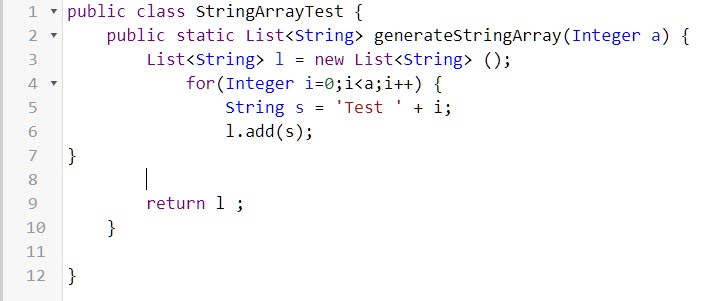 1 public class StringArrayTest {
2 public static List<String> generateStringArray(Integer a) {
3 List<String> l = new List<String> ();
4 for(Integer i=0;i<a;i++) {
5 String s = 'Test ' + i;
6 l.add(s);
7 }
8
9 return l ;
10 }
11
12 }